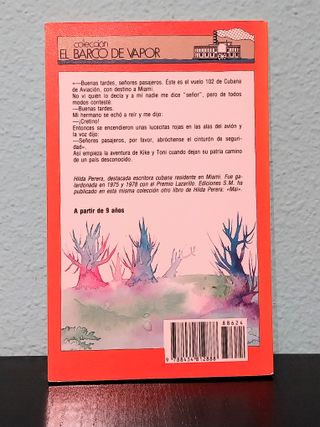 colección
EL BARCO DE VAPOR
«—Buenas tardes, señores pasajeros. Este es el vuelo 102 de Cubana
de Aviación, con destino a Miami.
No vi quién lo decía y a mí nadie me dice "señor", pero de todos
modos contesté:
—Buenas tardes.
Mi hermano se echó a reír y me dijo:
—¡Cretino!
Entonces se encendieron unas lucecitas rojas en las alas del avión y
la voz dijo:
—Señores pasajeros, por favor, abróchense el cinturón de seguri-
dad».
Así empieza la aventura de Kike y Toni cuando dejan su patria camino
de un país desconocido.
Hilda Perera, destacada escritora cubana residente en Miami. Fue ga-
lardonada en 1975 y 1978 con el Premio Lazarillo. Ediciones S.M. ha
publicado en esta misma colección otro libro de Hilda Perera: «Mai».
A partir de 9 años
88624
9 788434 812888